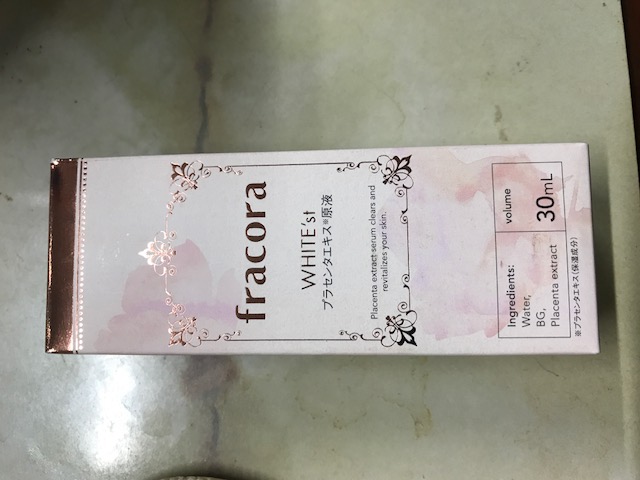 fracora
WHITE'st
プラセンタエキス※原液
Placenta extract serum clears and
revitalizes your skin.
Ingredients:
Water,
BG,
Placenta extract
volume
30mL
※プラセンタエキス(保湿成分)